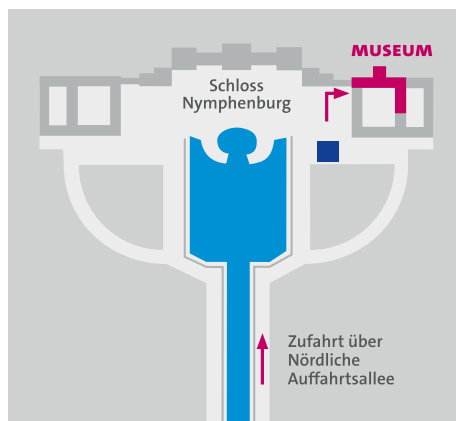 MUSEUM
Schloss
Nymphenburg
Zufahrt über
Nördliche
Auffahrtsallee